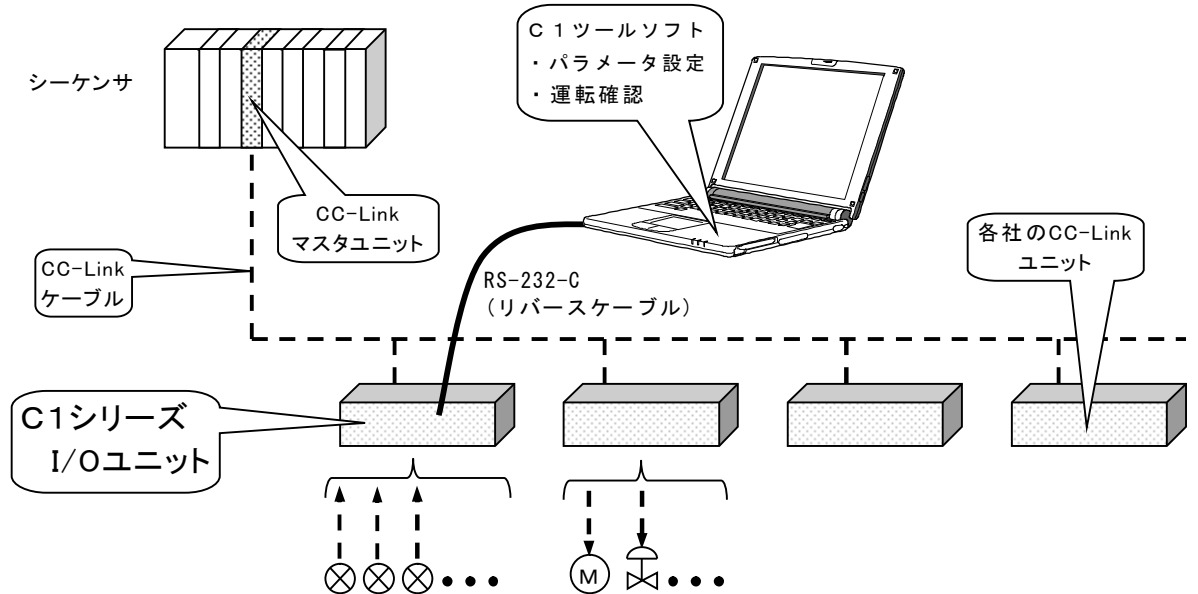 シーケンサ
C1ツールソフト
・パラメータ設定
・運転確認
CC-Link
マスタユニット
CC-Link
ケーブル
RS-232-C
(リバースケーブル)
各社のCC-Link
ユニット
C1シリーズ
I/Oユニット
M